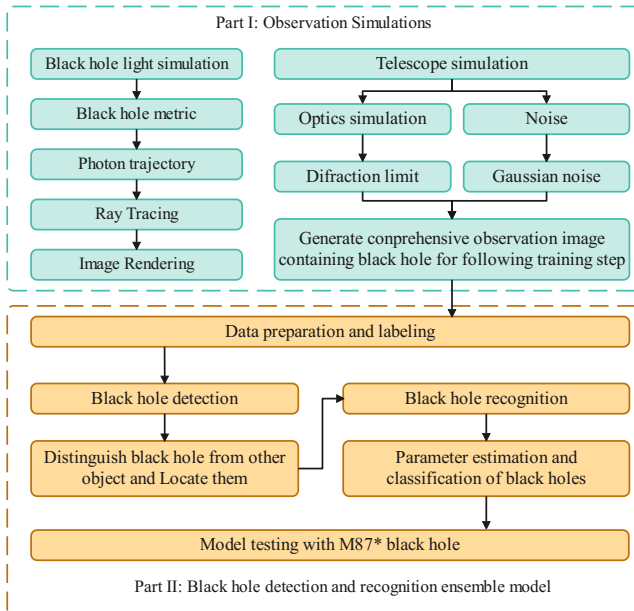 Part I: Observation Simulations
Black hole light simulation
Black hole metric
Photon trajectory
Ray Tracing
Image Rendering
Telescope simulation
Optics simulation
Noise
Difraction limit
Gaussian noise
Generate conprehensive observation image
containing black hole for following training step
Data preparation and labeling
Black hole detection
Distinguish black hole from other
object and Locate them
Black hole recognition
Parameter estimation and
classification of black holes
Model testing with M87* black hole
Part II: Black hole detection and recognition ensemble model